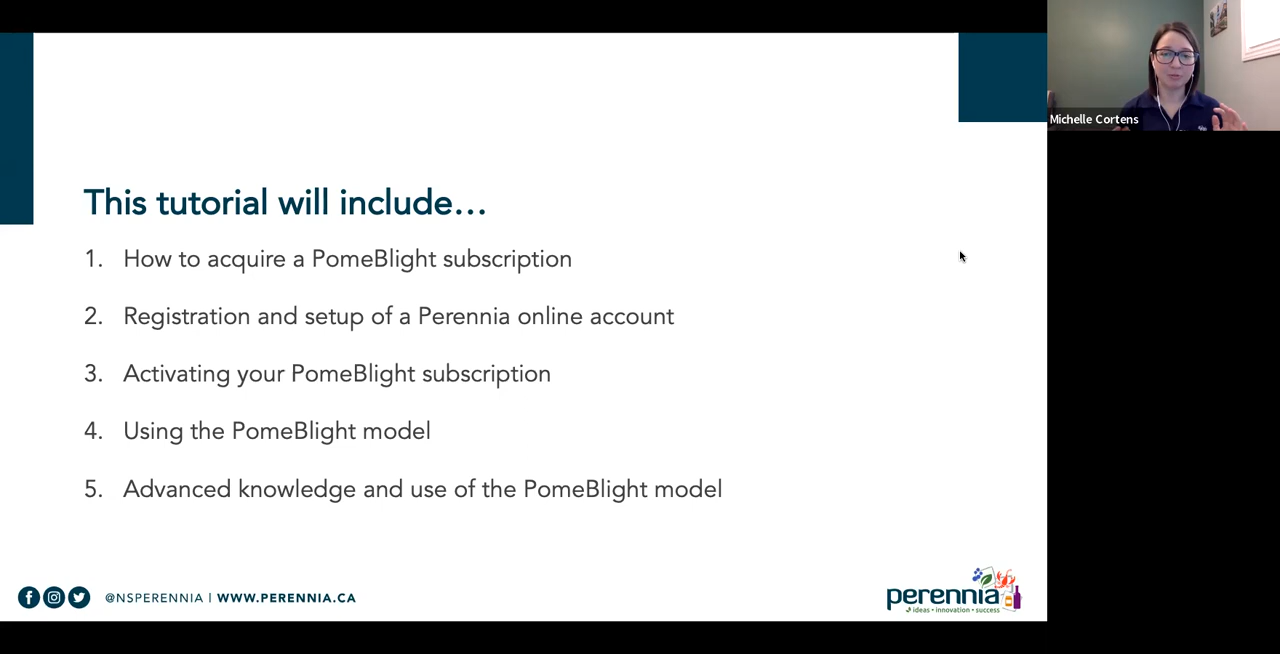 Michelle Cortens
This tutorial will include...
1. How to acquire a PomeBlight subscription
2. Registration and setup of a Perennia online account
3. Activating your PomeBlight subscription
4. Using the PomeBlight model
5. Advanced knowledge and use of the PomeBlight model
@NSPERENNIA | WWW.PERENNIA.CA
perennia
ideas • innovation • success